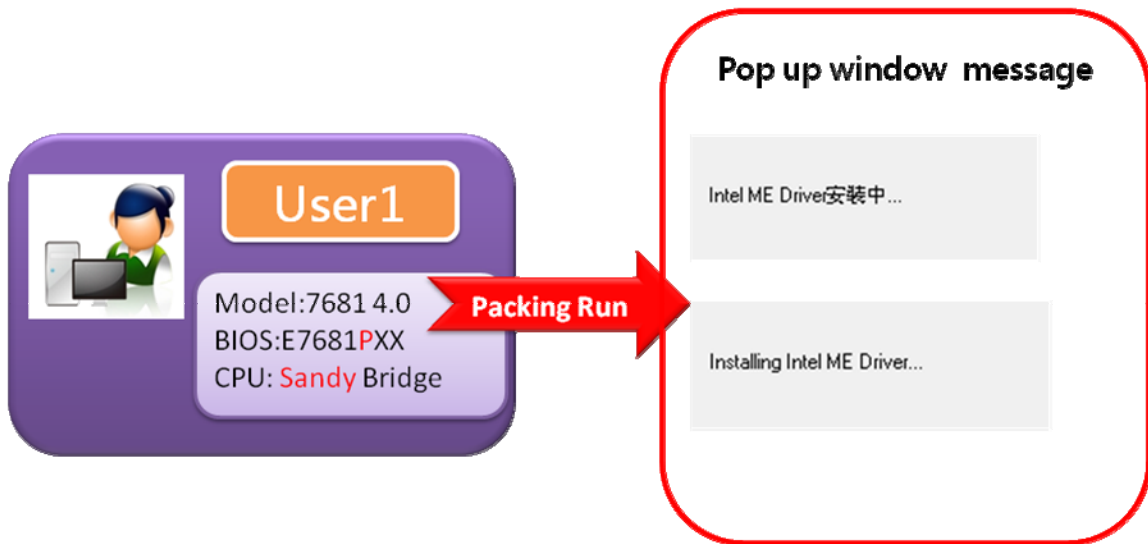 User1
Model:7681 4.0
BIOS:E7681PXX
CPU: Sandy Bridge
Packing Run
Pop up window message
Intel ME Driver安裝中...
Installing Intel ME Driver...